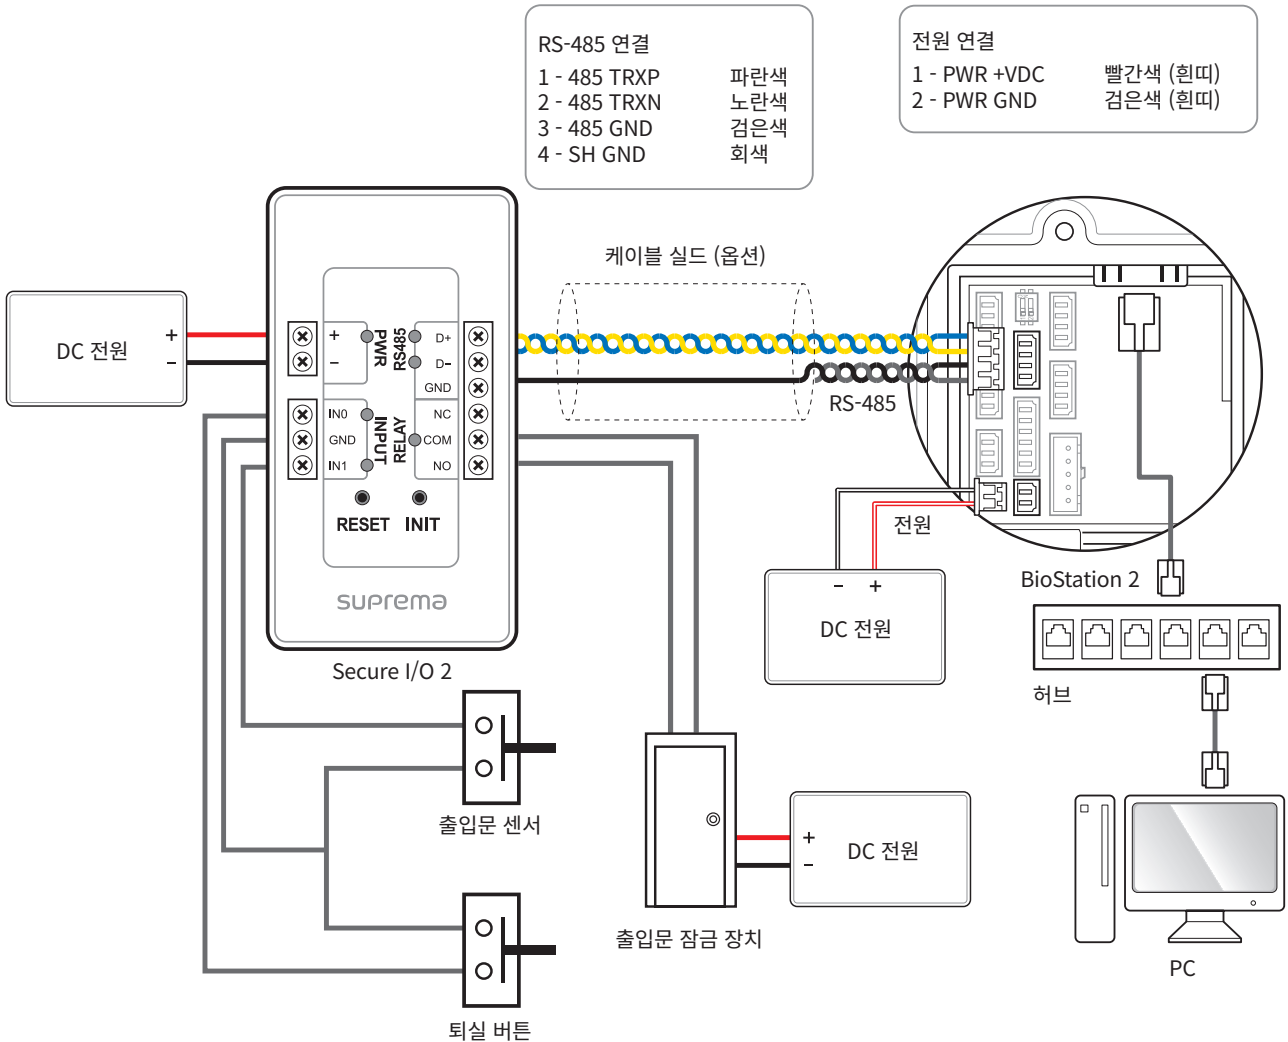 RS-485 연결
1 - 485 TRXP 파란색
2 - 485 TRXN 노란색
3 - 485 GND 검은색
4 - SH GND 회색
전원 연결
1 - PWR +VDC 빨간색 (흰띠)
2 - PWR GND 검은색 (흰띠)
케이블 실드 (옵션)
DC 전원
+
−
+
−
PWR
RS485
D+
D−
GND
IN0
GND
IN1
INPUT
RELAY
NC
COM
NO
RESET INIT
suprema
Secure I/O 2
RS-485
전원
− +
DC 전원
BioStation 2
허브
출입문 센서
퇴실 버튼
출입문 잠금 장치
+
−
DC 전원
PC